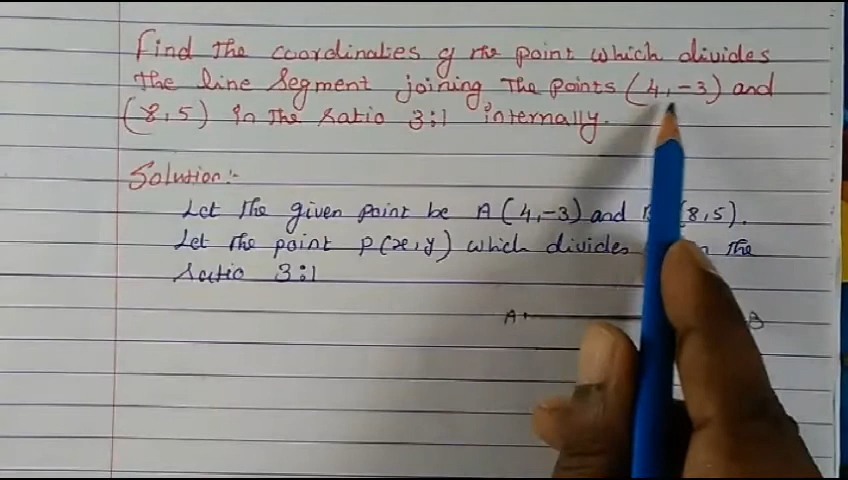 Find the coordinates of the point which divides
the line segment joining the points (4,-3) and
(8,5) in the ratio 3:1 internally.
Solution:-
Let the given point be A(4,-3) and (8,5).
Let the point P(x,y) which divides the
ratio 3:1
A B